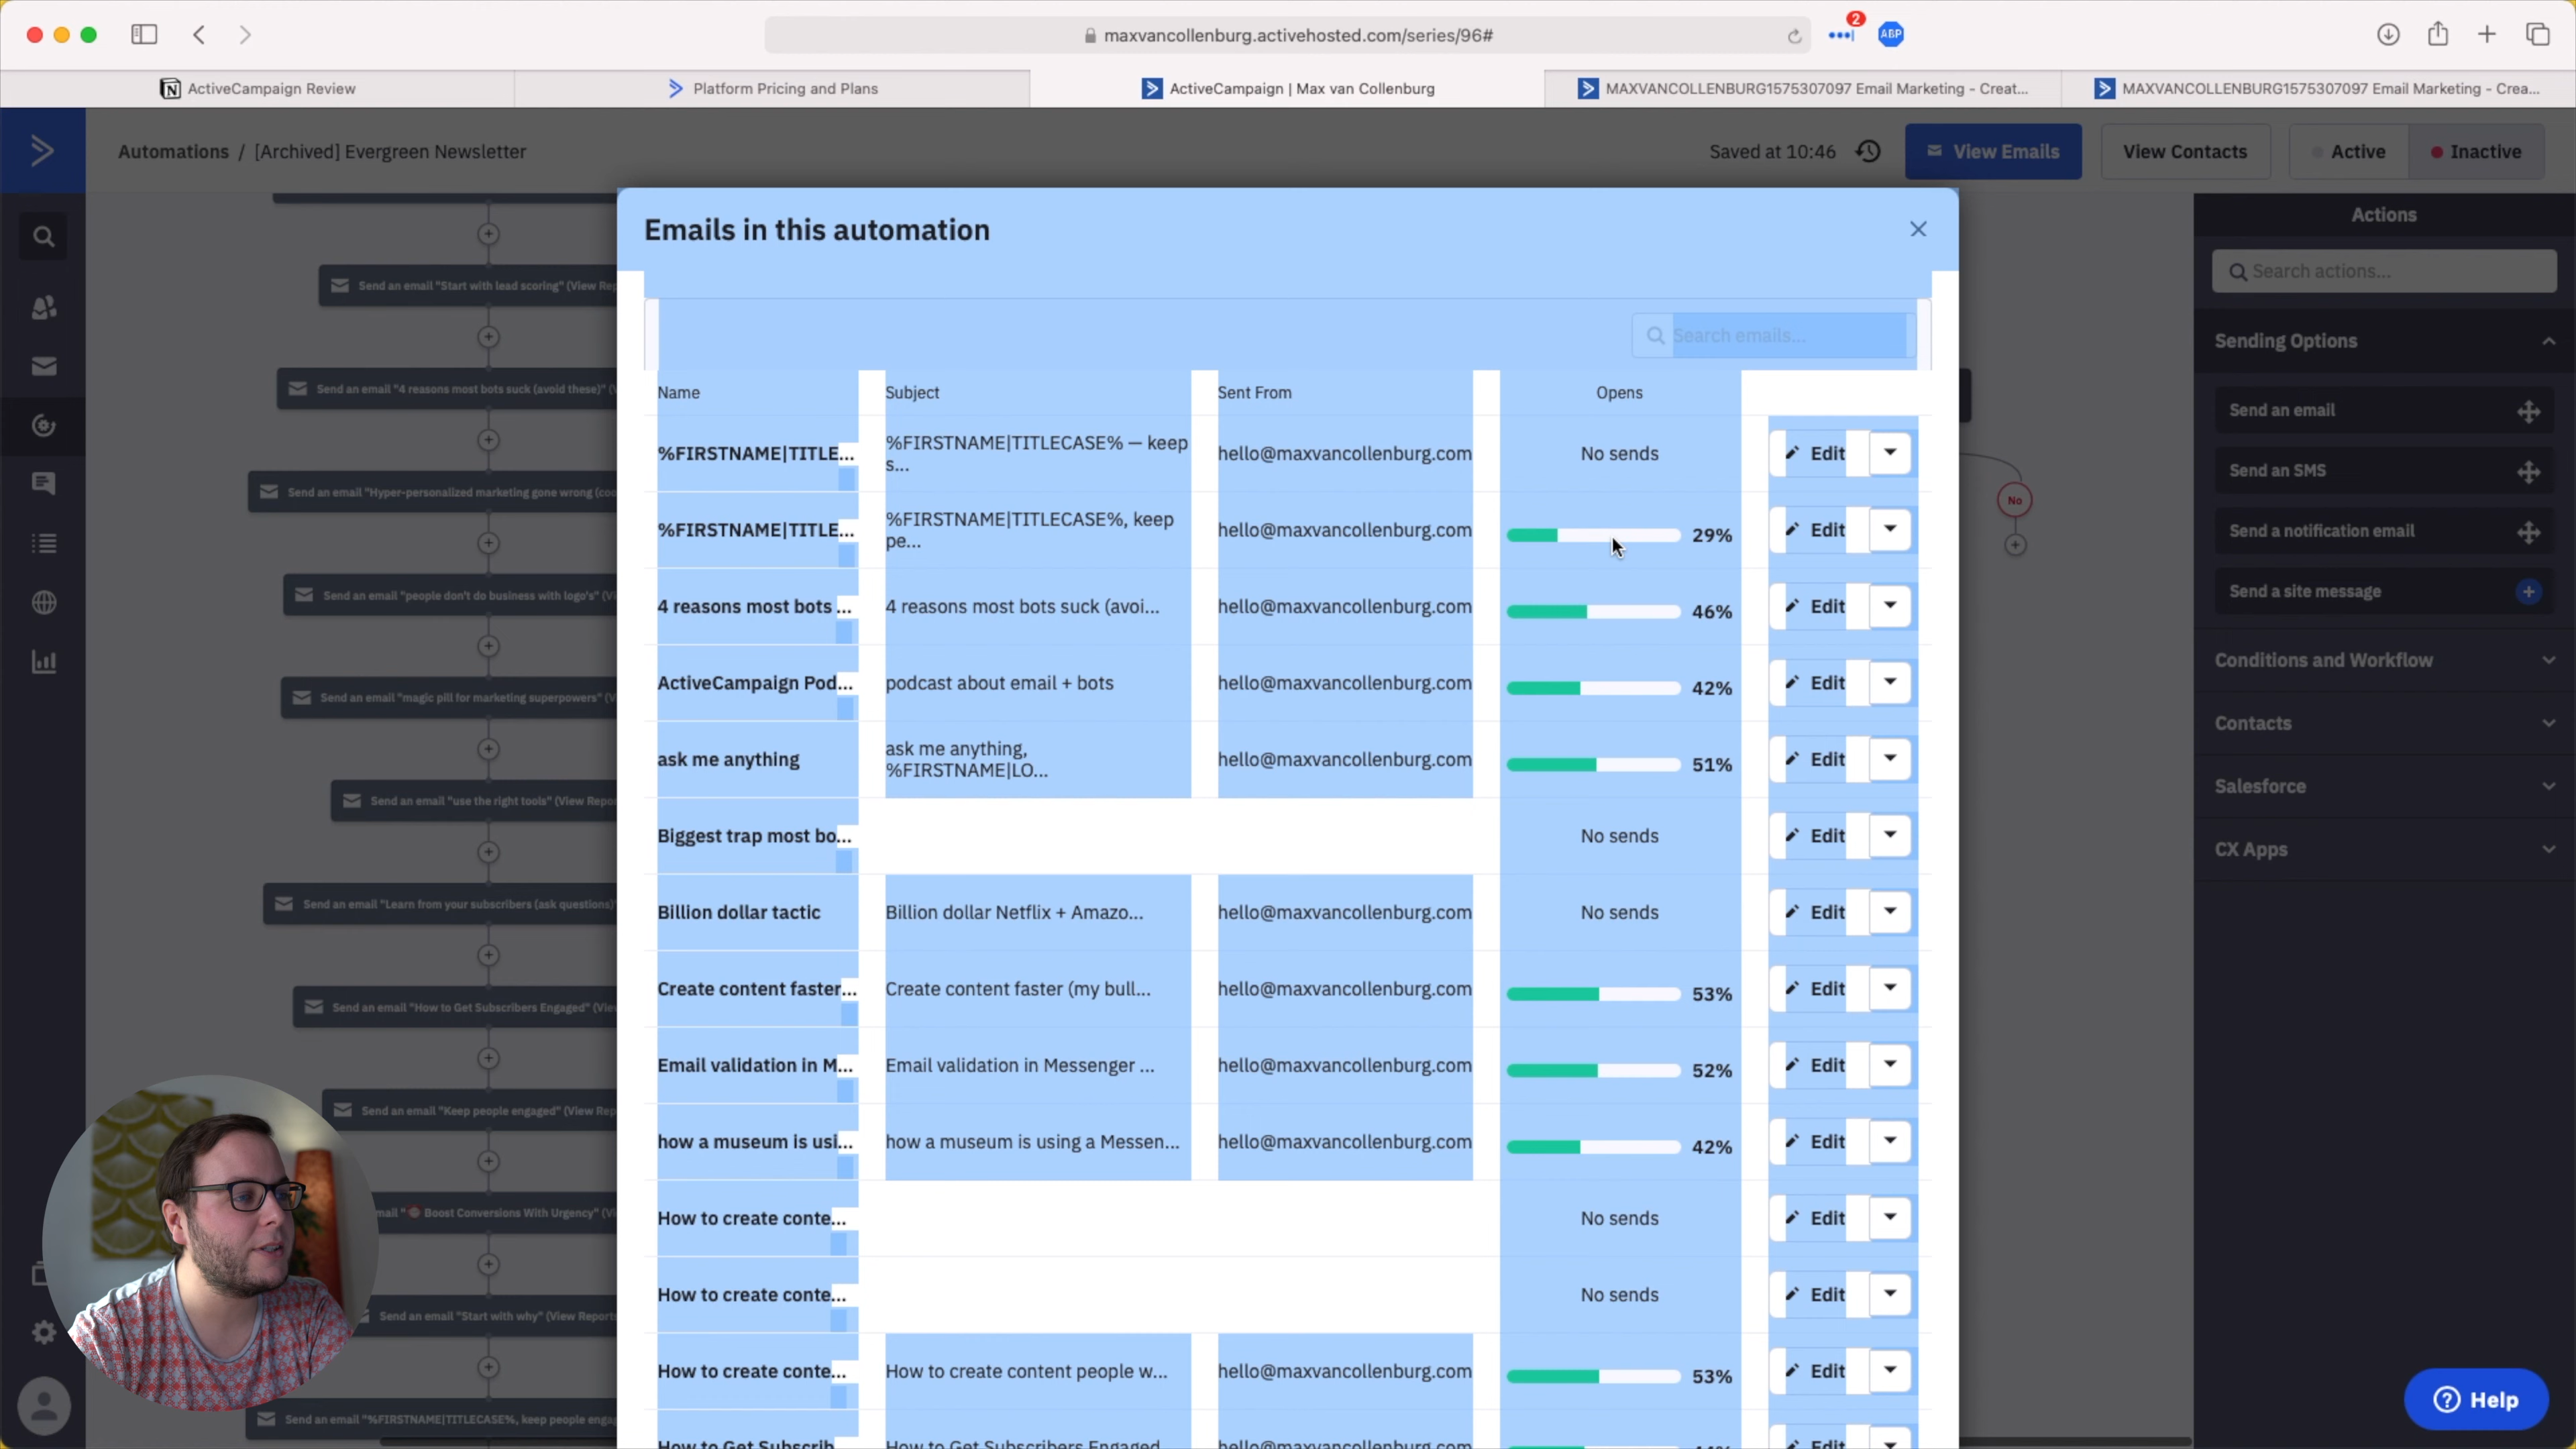 maxvancollenburg.activehosted.com/series/96#
2
ABP
ActiveCampaign Review
Platform Pricing and Plans
ActiveCampaign | Max van Collenburg
MAXVANCOLLENBURG1575307097 Email Marketing - Creat...
MAXVANCOLLENBURG1575307097 Email Marketing - Crea...
Automations / [Archived] Evergreen Newsletter
Saved at 10:46
View Emails
View Contacts
Active
Inactive
Send an email "Start with lead scoring" (View Rep
Send an email "4 reasons most bots suck (avoid these)" (V
Send an email "Hyper-personalized marketing gone wrong (coo
Send an email "people don't do business with logo's" (Vi
Send an email "magic pill for marketing superpowers" (V
Send an email "use the right tools" (View Repo
Send an email "Learn from your subscribers (ask questions)"
Send an email "How to Get Subscribers Engaged" (View
Send an email "Keep people engaged" (View Rep
mail "⏰ Boost Conversions With Urgency" (Vi
Send an email "Start with why" (View Reports
Send an email "%FIRSTNAME|TITLECASE%, keep people engag
Emails in this automation
Search emails...
Name Subject Sent From Opens
%FIRSTNAME|TITLE... %FIRSTNAME|TITLECASE% — keep hello@maxvancollenburg.com No sends Edit
s...
%FIRSTNAME|TITLE... %FIRSTNAME|TITLECASE%, keep hello@maxvancollenburg.com 29% Edit
pe...
4 reasons most bots ... 4 reasons most bots suck (avoi... hello@maxvancollenburg.com 46% Edit
ActiveCampaign Pod... podcast about email + bots hello@maxvancollenburg.com 42% Edit
ask me anything ask me anything, hello@maxvancollenburg.com 51% Edit
%FIRSTNAME|LO...
Biggest trap most bo... No sends Edit
Billion dollar tactic Billion dollar Netflix + Amazo... hello@maxvancollenburg.com No sends Edit
Create content faster... Create content faster (my bull... hello@maxvancollenburg.com 53% Edit
Email validation in M... Email validation in Messenger ... hello@maxvancollenburg.com 52% Edit
how a museum is usi... how a museum is using a Messen... hello@maxvancollenburg.com 42% Edit
How to create conte... No sends Edit
How to create conte... No sends Edit
How to create conte... How to create content people w... hello@maxvancollenburg.com 53% Edit
How to Get Subscrib How to Get Subscribers Engaged hello@maxvancollenburg.com Edit
No
Actions
Search actions...
Sending Options
Send an email
Send an SMS
Send a notification email
Send a site message
Conditions and Workflow
Contacts
Salesforce
CX Apps
Help